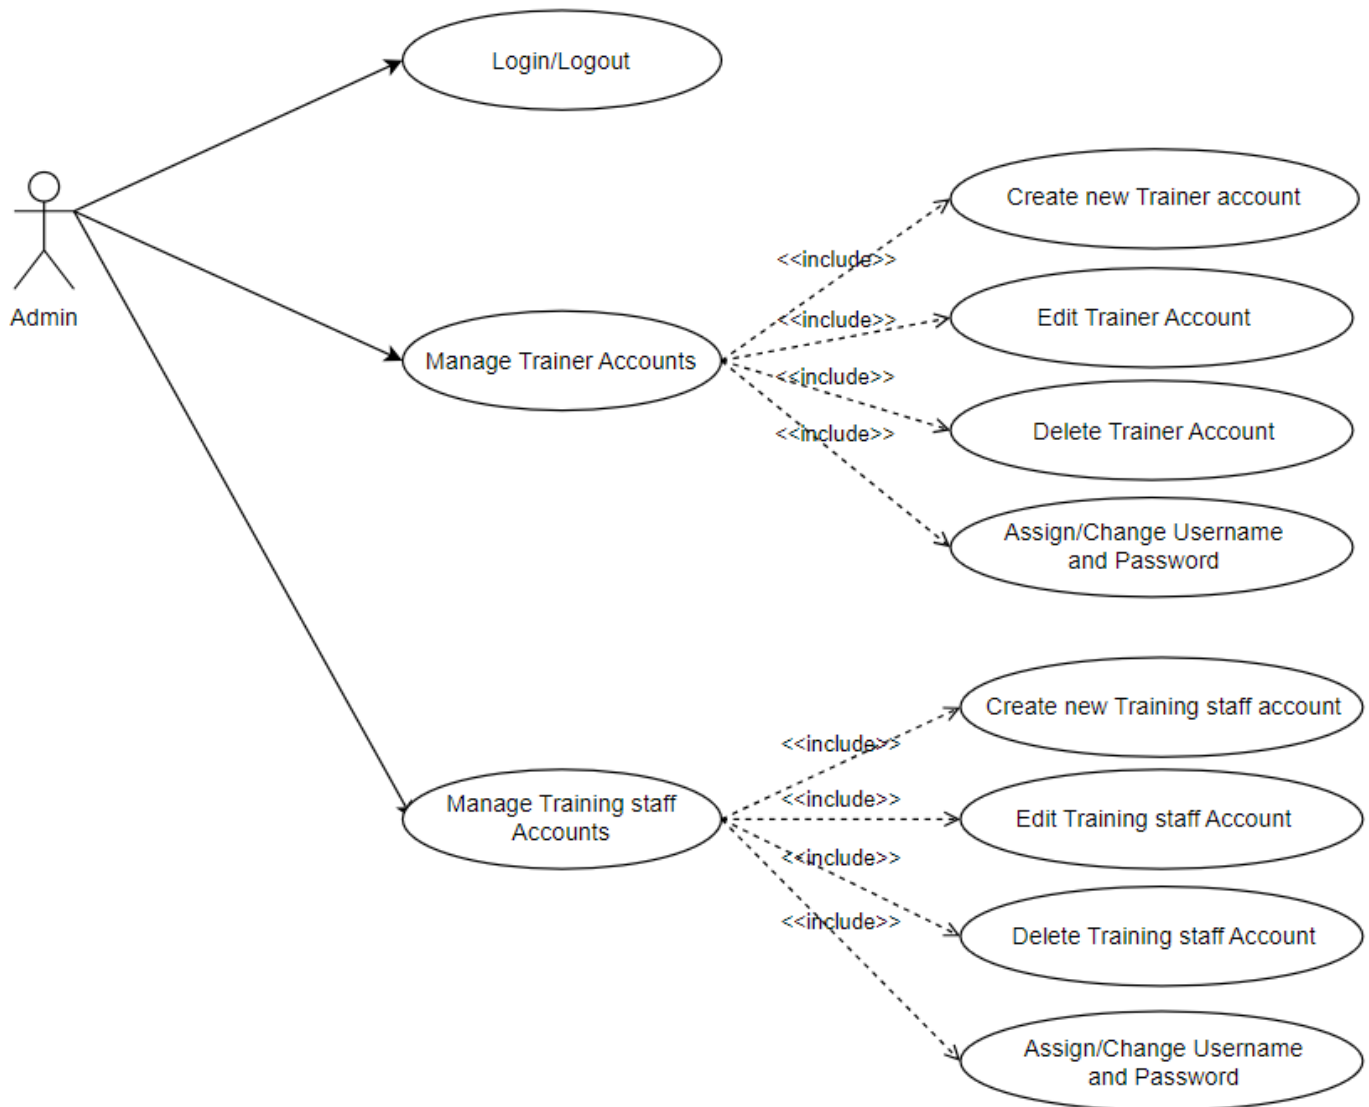 Login/Logout
Admin
Manage Trainer Accounts
<<include>>
<<include>>
<<include>>
<<include>>
Create new Trainer account
Edit Trainer Account
Delete Trainer Account
Assign/Change Username
and Password
Manage Training staff
Accounts
<<include>>
<<include>>
<<include>>
<<include>>
Create new Training staff account
Edit Training staff Account
Delete Training staff Account
Assign/Change Username
and Password